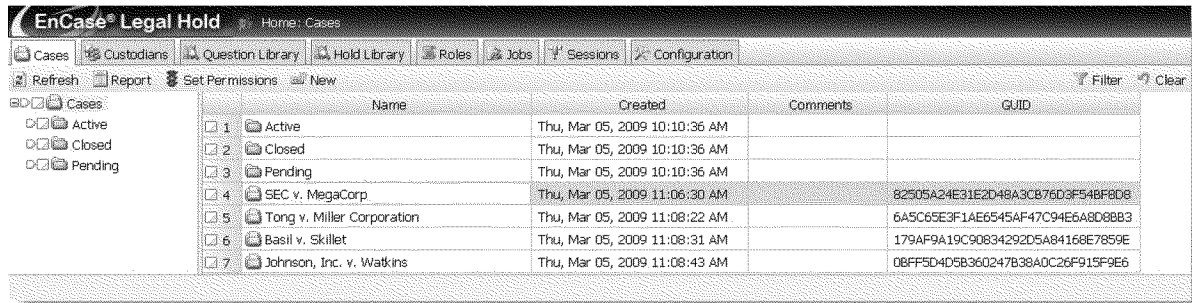 EnCase® Legal Hold Home: Cases
Cases Custodians Question Library Hold Library Roles Jobs Sessions Configuration
Refresh Report Set Permissions New Filter Clear
Cases
Active
Closed
Pending
Name Created Comments GUID
1 Active Thu, Mar 05, 2009 10:10:36 AM
2 Closed Thu, Mar 05, 2009 10:10:36 AM
3 Pending Thu, Mar 05, 2009 10:10:36 AM
4 SEC v. MegaCorp Thu, Mar 05, 2009 11:06:30 AM 82505A24E31E2D48A3CB76D3F54BF8D8
5 Tong v. Miller Corporation Thu, Mar 05, 2009 11:08:22 AM 6A5C65E3F1AE6545AF47C94E6A8D8BB3
6 Basil v. Skillet Thu, Mar 05, 2009 11:08:31 AM 179AF9A19C90834292D5A84168E7859E
7 Johnson, Inc. v. Watkins Thu, Mar 05, 2009 11:08:43 AM 0BFF5D4D5B360247B38A0C26F915F9E6